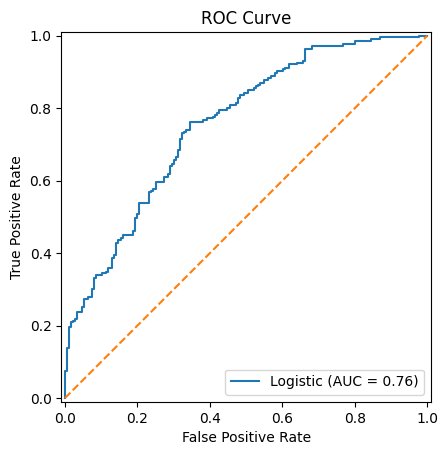 ROC Curve
True Positive Rate
1.0
0.8
0.6
0.4
0.2
0.0
Logistic (AUC = 0.76)
0.0 0.2 0.4 0.6 0.8 1.0
False Positive Rate